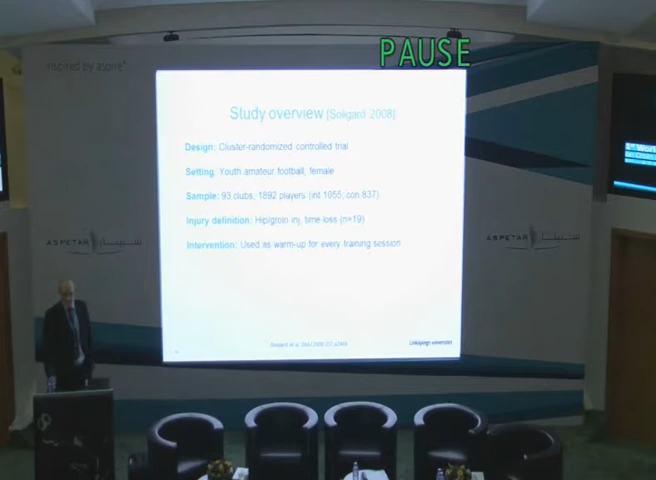 PAUSE
inspired by aspire
Study overview [Soligard 2008]
Design: Cluster-randomized controlled trial
Setting: Youth amateur football, female
Sample: 93 clubs, 1892 players (int 1055; con 837)
Injury definition: Hip/groin inj, time loss (n=19)
Intervention: Used as warm-up for every training session
ASPETAR سبيتار
ASPETAR سبيتار
Linköpings universitet